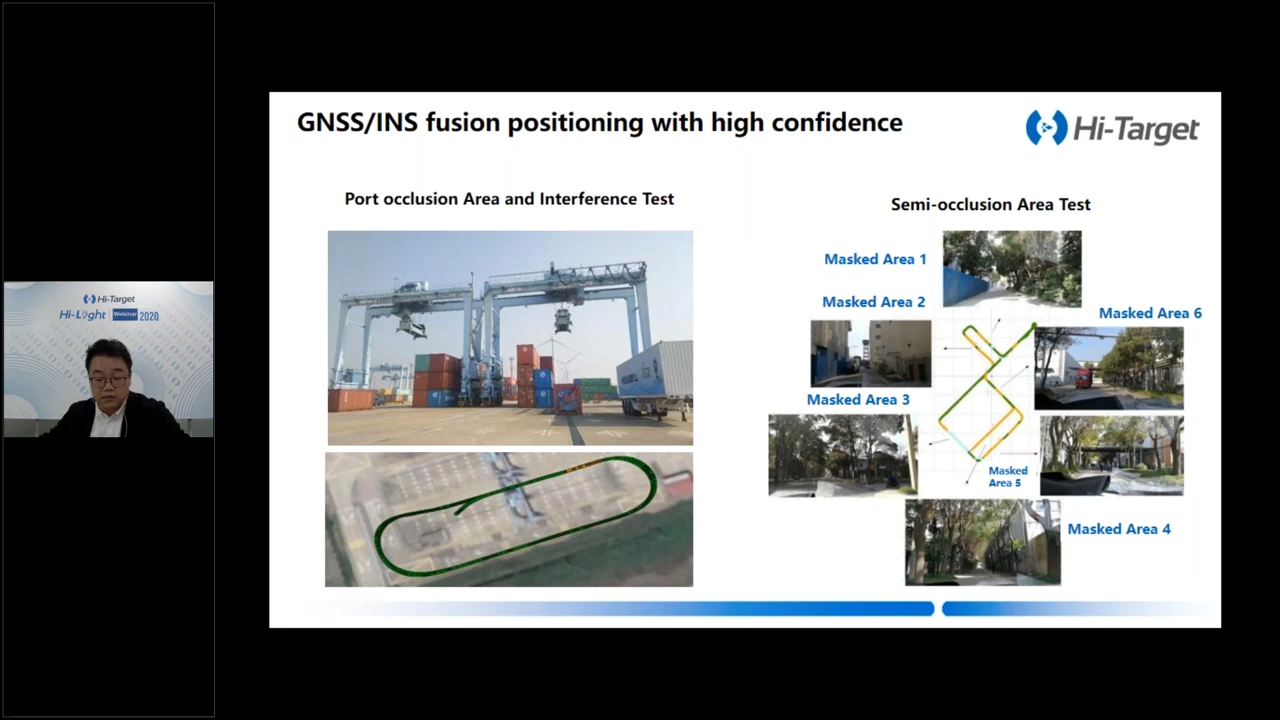 Hi-Target
Hi-Light Webinar 2020
GNSS/INS fusion positioning with high confidence
Hi-Target
Port occlusion Area and Interference Test
Semi-occlusion Area Test
Masked Area 1
Masked Area 2
Masked Area 6
Masked Area 3
Masked
Area 5
Masked Area 4